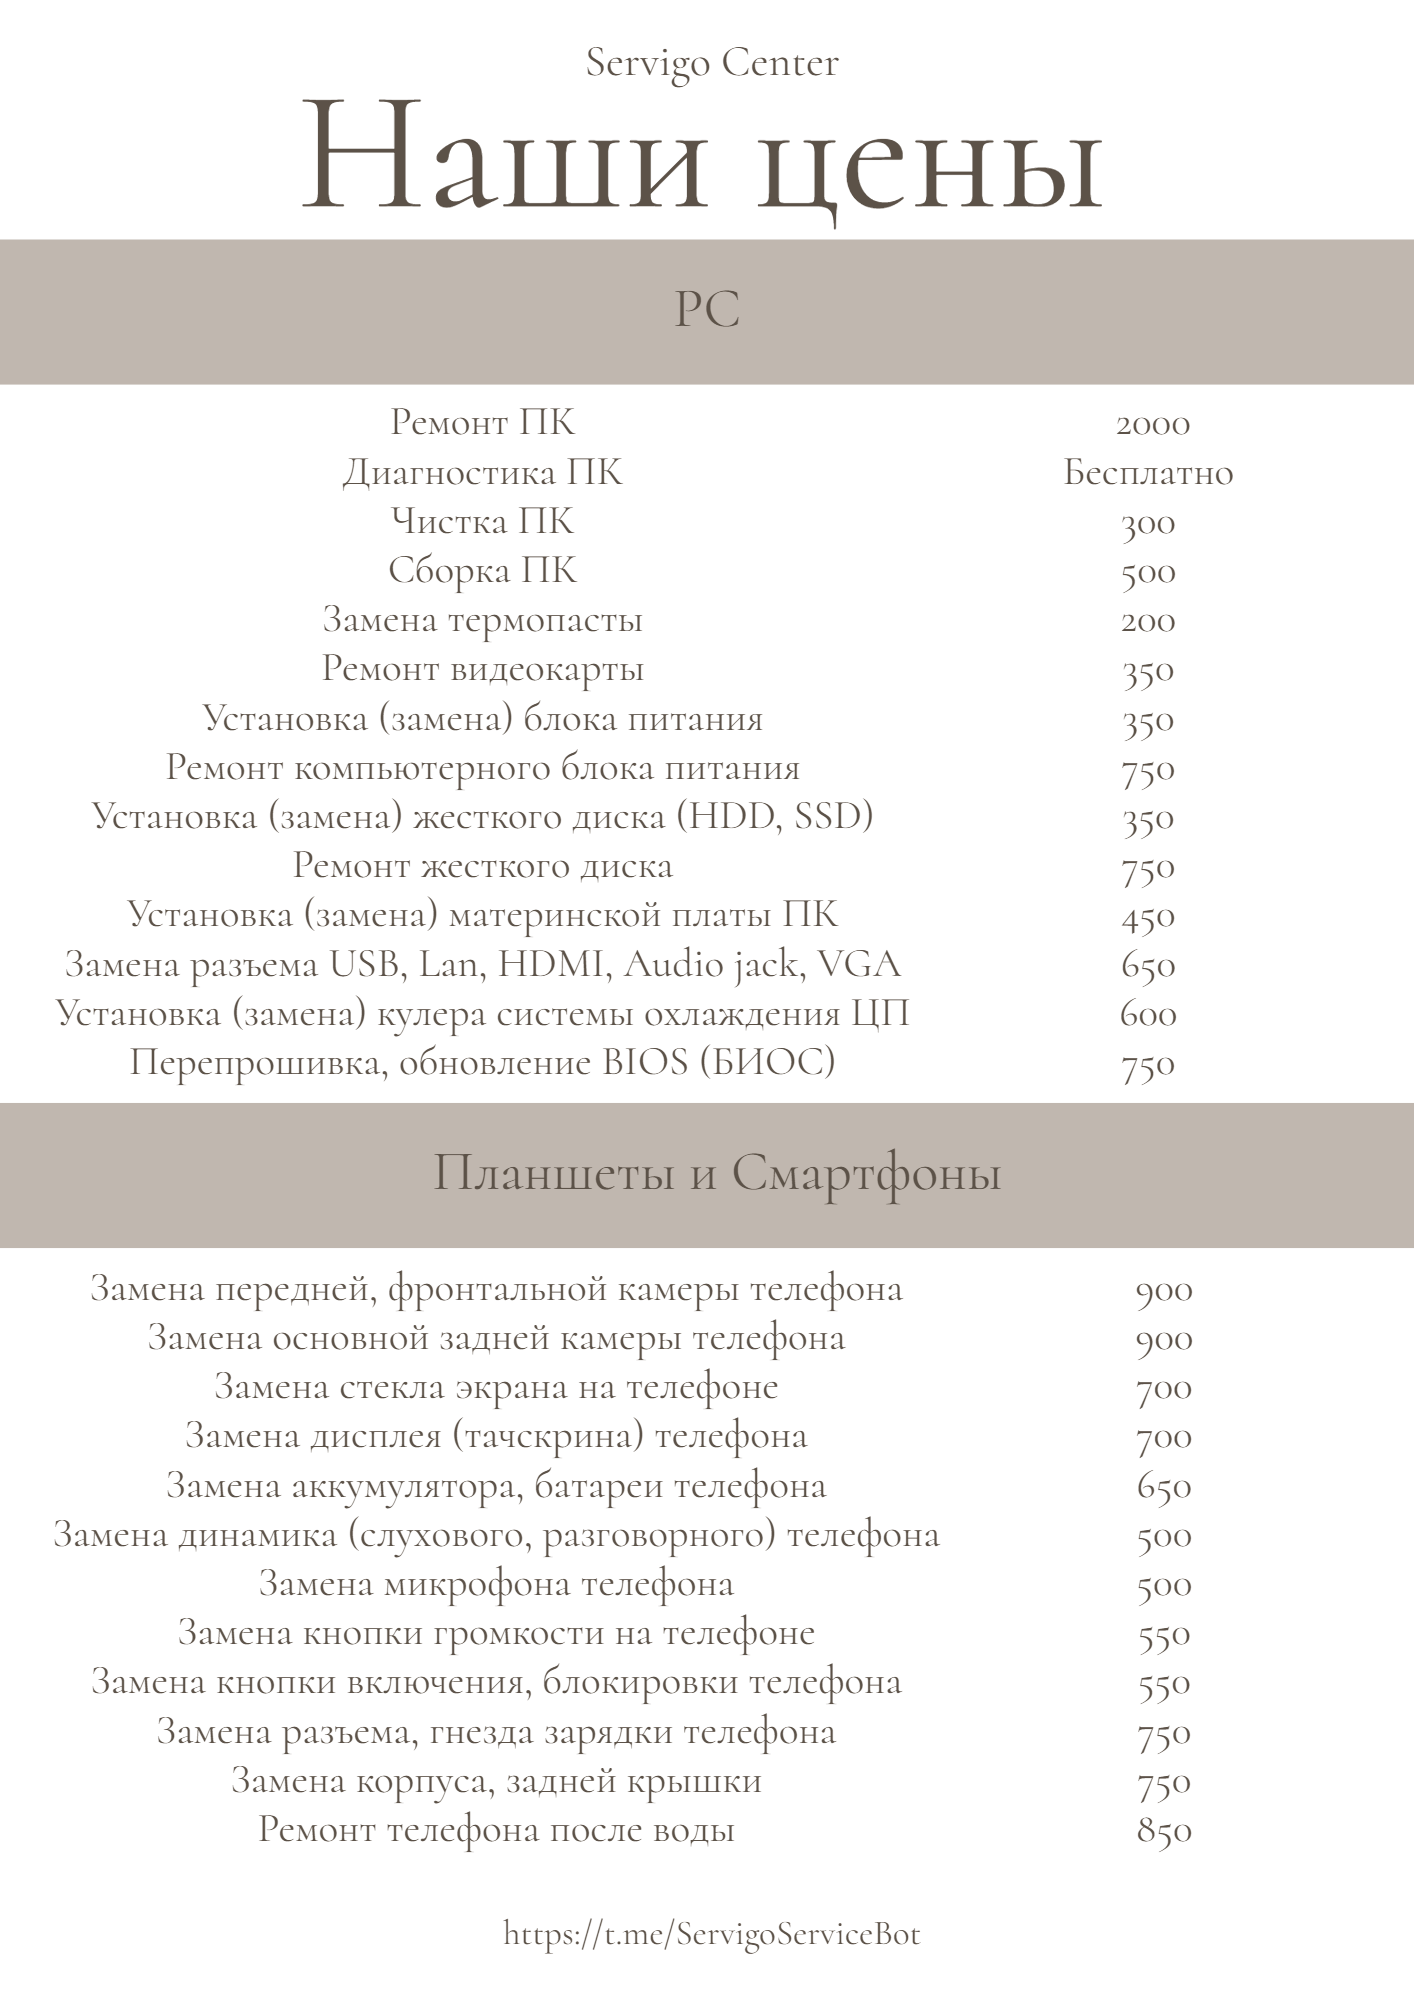 Servigo Center
Наши цены
PC
Ремонт ПК 2000
Диагностика ПК Бесплатно
Чистка ПК 300
Сборка ПК 500
Замена термопасты 200
Ремонт видеокарты 350
Установка (замена) блока питания 350
Ремонт компьютерного блока питания 750
Установка (замена) жесткого диска (HDD, SSD) 350
Ремонт жесткого диска 750
Установка (замена) материнской платы ПК 450
Замена разъема USB, Lan, HDMI, Audio jack, VGA 650
Установка (замена) кулера системы охлаждения ЦП 600
Перепрошивка, обновление BIOS (БИОС) 750
Планшеты и Смартфоны
Замена передней, фронтальной камеры телефона 900
Замена основной задней камеры телефона 900
Замена стекла экрана на телефоне 700
Замена дисплея (тачскрина) телефона 700
Замена аккумулятора, батареи телефона 650
Замена динамика (слухового, разговорного) телефона 500
Замена микрофона телефона 500
Замена кнопки громкости на телефоне 550
Замена кнопки включения, блокировки телефона 550
Замена разъема, гнезда зарядки телефона 750
Замена корпуса, задней крышки 750
Ремонт телефона после воды 850
https://t.me/ServigoServiceBot